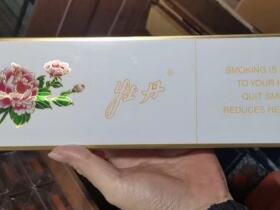 牡丹®
SMOKING IS
TO YOUR
QUIT
REDUCES